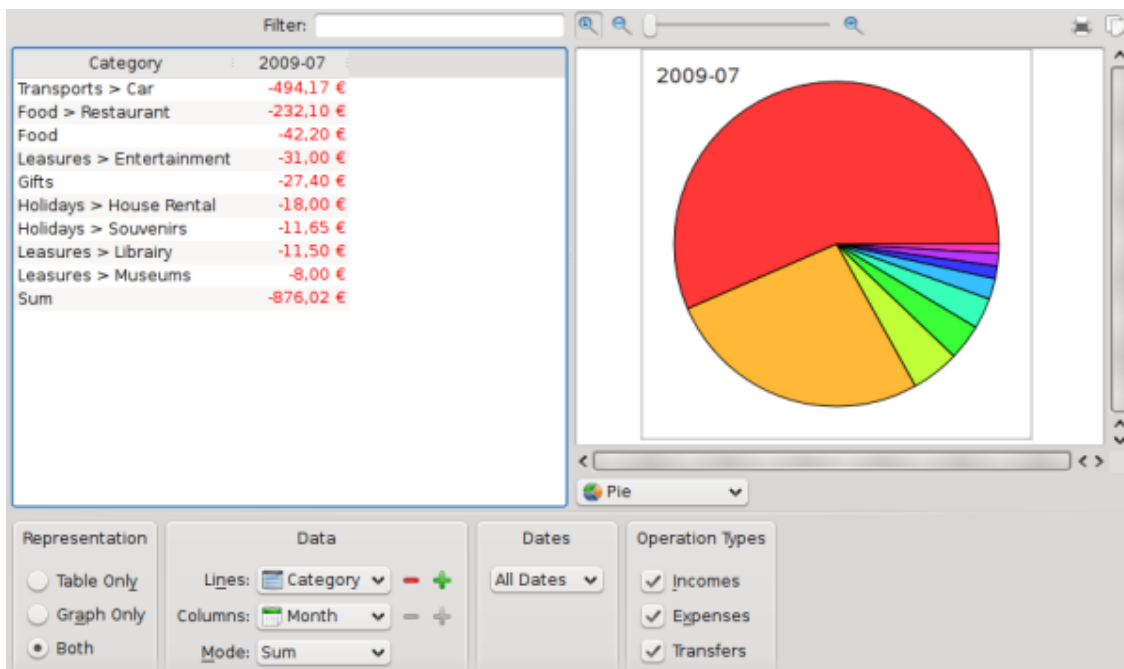 Filter:
Category 2009-07
Transports > Car -494,17 €
Food > Restaurant -232,10 €
Food -42,20 €
Leasures > Entertainment -31,00 €
Gifts -27,40 €
Holidays > House Rental -18,00 €
Holidays > Souvenirs -11,65 €
Leasures > Librairy -11,50 €
Leasures > Museums -8,00 €
Sum -876,02 €
2009-07
Pie
Representation
Table Only
Graph Only
Both
Data
Lines: Category
Columns: Month
Mode: Sum
Dates
All Dates
Operation Types
Incomes
Expenses
Transfers